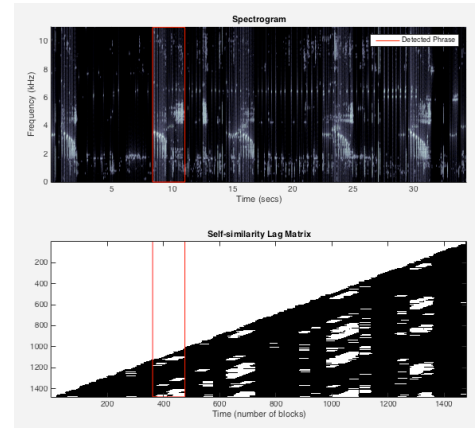 Spectrogram
Detected Phrase
Frequency (kHz)
10
8
6
4
2
0
5 10 15 20 25 30
Time (secs)
Self-similarity Lag Matrix
200
400
600
800
1000
1200
1400
200 400 600 800 1000 1200 1400
Time (number of blocks)